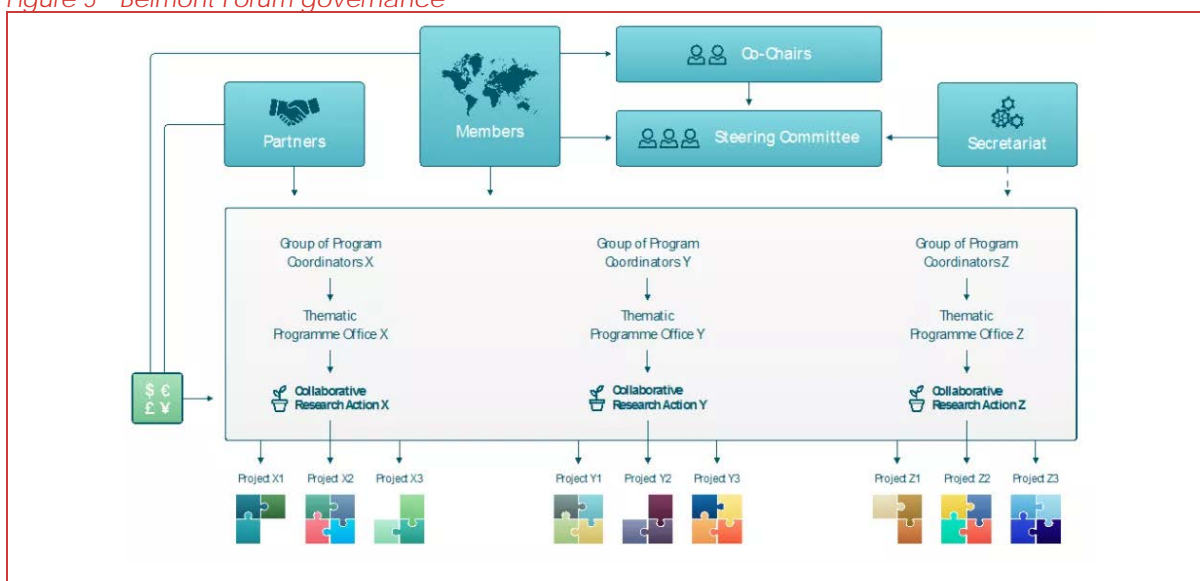 Figure 5 Belmont Forum governance
Co-Chairs
Members
Partners
Steering Committee
Secretariat
Group of Program
Coordinators X
Group of Program
Coordinators Y
Group of Program
Coordinators Z
Thematic
Programme Office X
Thematic
Programme Office Y
Thematic
Programme Office Z
Collaborative
Research Action X
Collaborative
Research Action Y
Collaborative
Research Action Z
$ €
£ ¥
Project X1
Project X2
Project X3
Project Y1
Project Y2
Project Y3
Project Z1
Project Z2
Project Z3